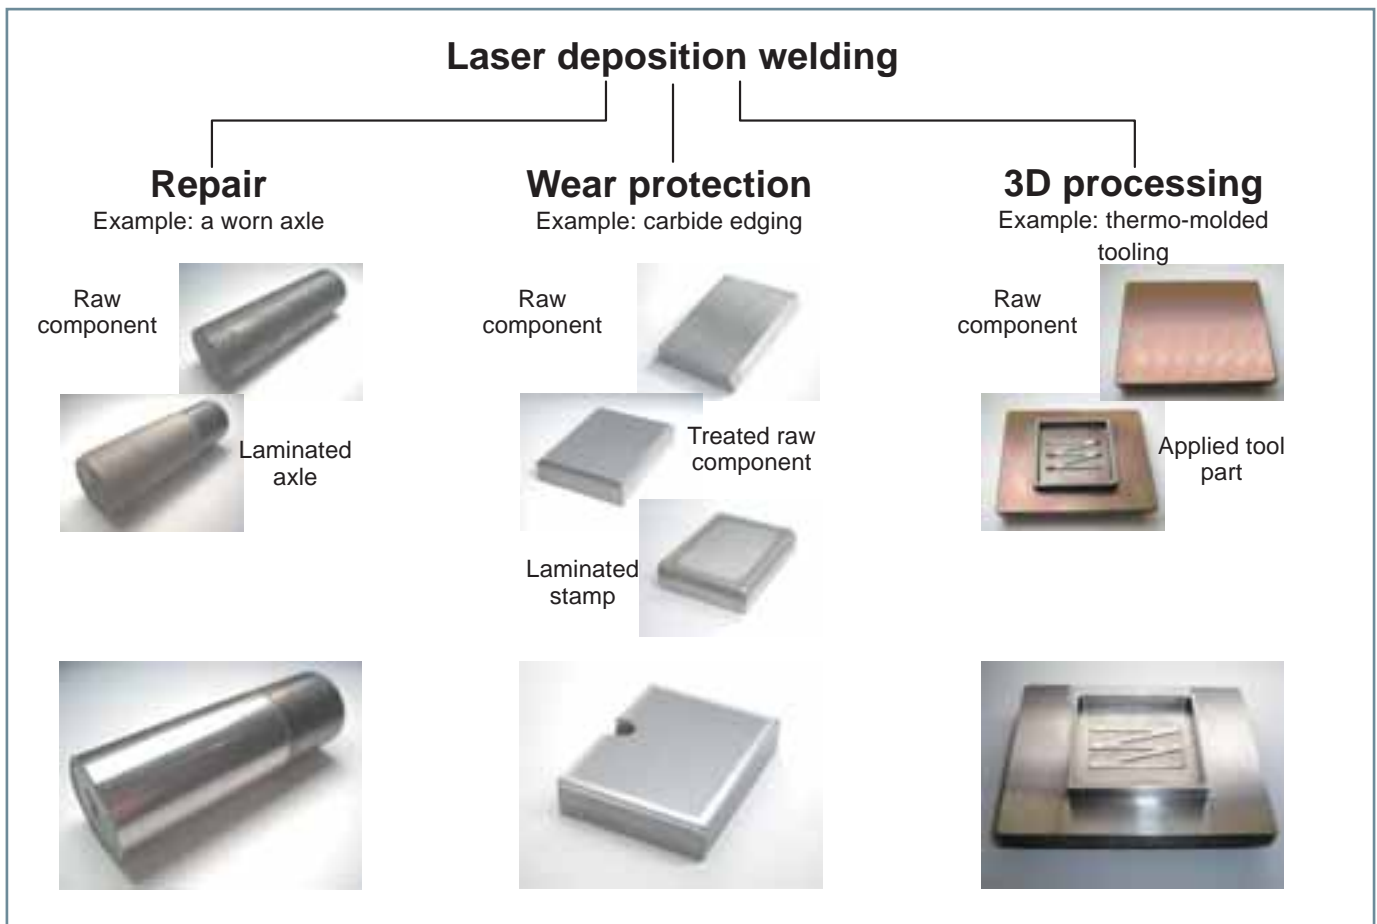 Laser deposition welding
Repair
Example: a worn axle
Raw
component
Laminated
axle
Wear protection
Example: carbide edging
Raw
component
Treated raw
component
Laminated
stamp
3D processing
Example: thermo-molded
tooling
Raw
component
Applied tool
part